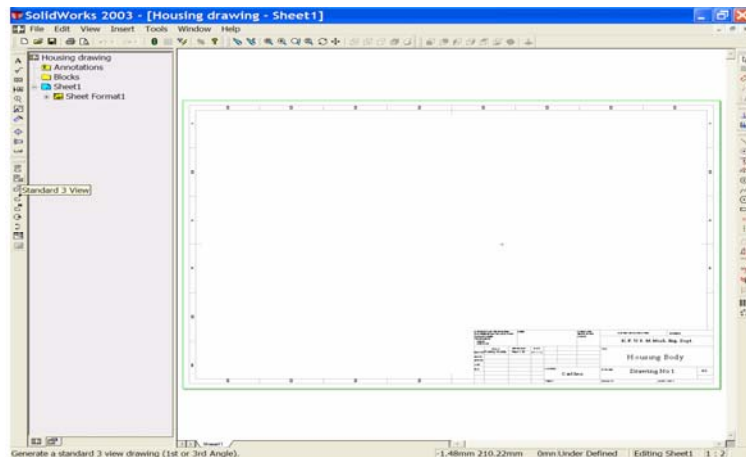 SolidWorks 2003 - [Housing drawing - Sheet1]
File Edit View Insert Tools Window Help
Housing drawing
Annotations
Blocks
Sheet1
Sheet Format1
Standard 3 View
Housing Body
Drawing No 1
Sheet1
Generate a standard 3 view drawing (1st or 3rd Angle).
-1.48mm 210.22mm 0mm Under Defined Editing Sheet1 1 : 2